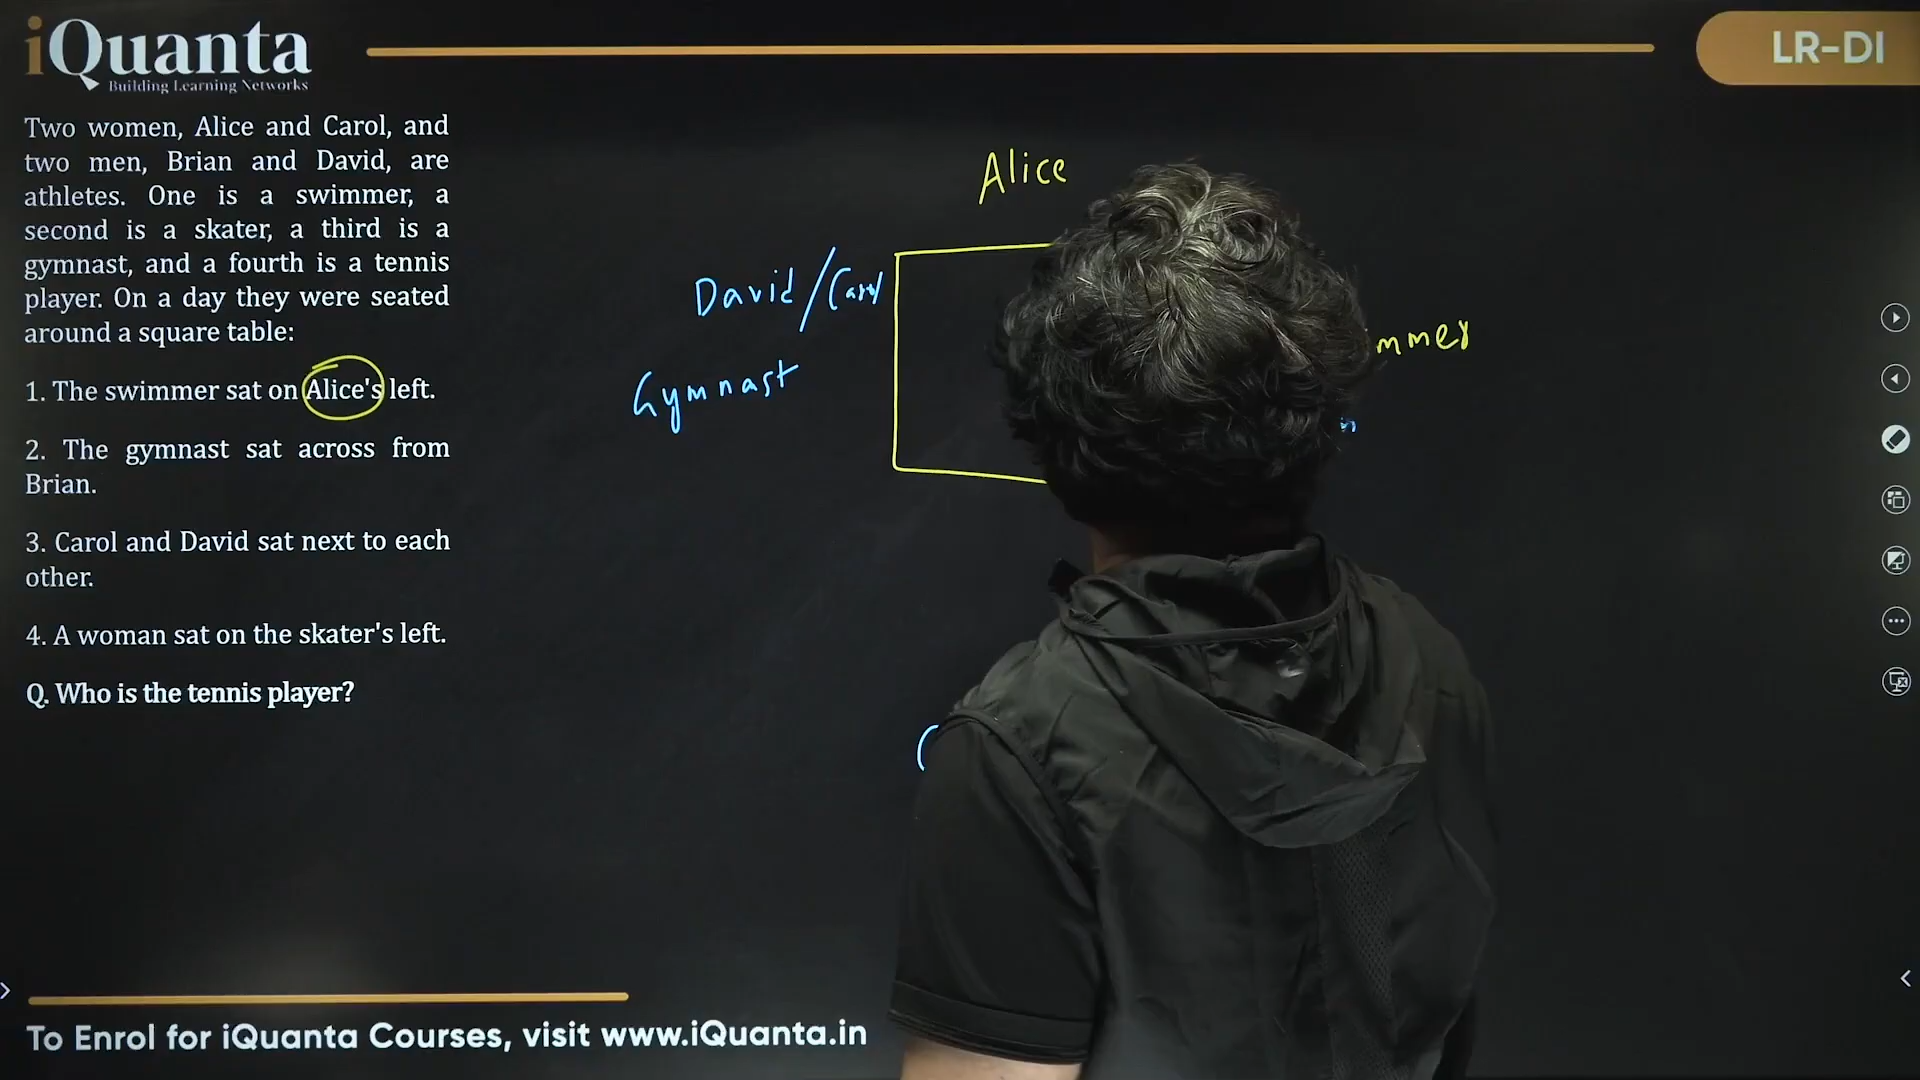 iQuanta
Building Learning Networks
LR-DI
Two women, Alice and Carol, and
two men, Brian and David, are
athletes. One is a swimmer, a
second is a skater, a third is a
gymnast, and a fourth is a tennis
player. On a day they were seated
around a square table:
1. The swimmer sat on Alice's left.
2. The gymnast sat across from
Brian.
3. Carol and David sat next to each
other.
4. A woman sat on the skater's left.
Q. Who is the tennis player?
Alice
David/Carol
Gymnast
mmer
To Enrol for iQuanta Courses, visit www.iQuanta.in